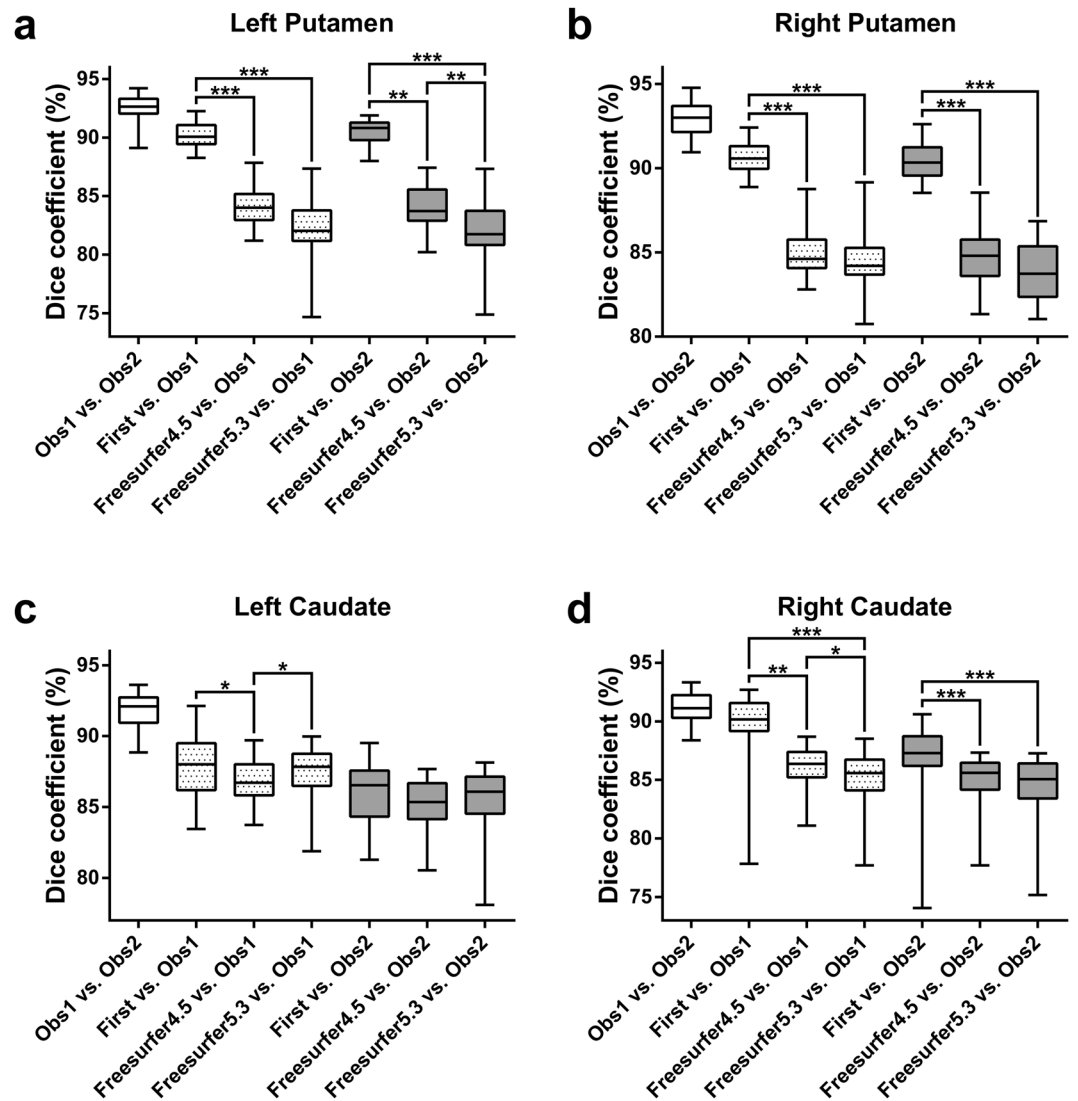 a
Left Putamen
Dice coefficient (%)
95
90
85
80
75
***
***
***
**
**
Obs1 vs. Obs2
First vs. Obs1
Freesurfer4.5 vs. Obs1
Freesurfer5.3 vs. Obs1
First vs. Obs2
Freesurfer4.5 vs. Obs2
Freesurfer5.3 vs. Obs2
b
Right Putamen
Dice coefficient (%)
95
90
85
80
***
***
***
***
Obs1 vs. Obs2
First vs. Obs1
Freesurfer4.5 vs. Obs1
Freesurfer5.3 vs. Obs1
First vs. Obs2
Freesurfer4.5 vs. Obs2
Freesurfer5.3 vs. Obs2
c
Left Caudate
Dice coefficient (%)
95
90
85
80
*
*
Obs1 vs. Obs2
First vs. Obs1
Freesurfer4.5 vs. Obs1
Freesurfer5.3 vs. Obs1
First vs. Obs2
Freesurfer4.5 vs. Obs2
Freesurfer5.3 vs. Obs2
d
Right Caudate
Dice coefficient (%)
95
90
85
80
75
***
*
**
***
***
Obs1 vs. Obs2
First vs. Obs1
Freesurfer4.5 vs. Obs1
Freesurfer5.3 vs. Obs1
First vs. Obs2
Freesurfer4.5 vs. Obs2
Freesurfer5.3 vs. Obs2